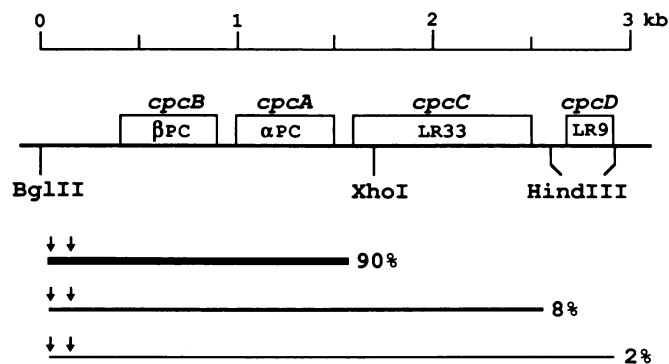 0 1 2 3 kb
cpcB cpcA cpcC cpcD
βPC αPC LR33 LR9
BglII XhoI HindIII
90%
8%
2%